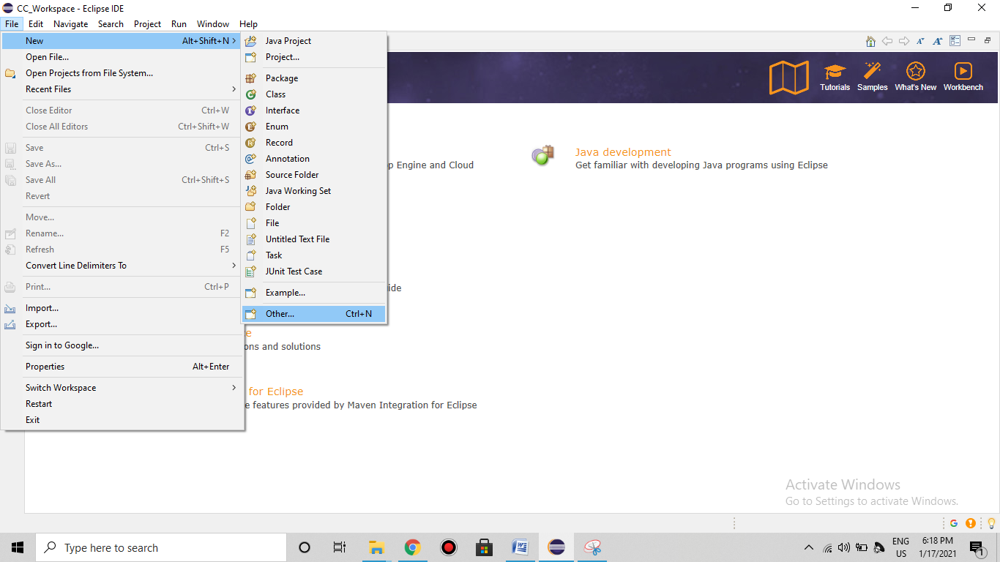 CC_Workspace - Eclipse IDE
File Edit Navigate Search Project Run Window Help
New Alt+Shift+N
Open File...
Open Projects from File System...
Recent Files
Close Editor Ctrl+W
Close All Editors Ctrl+Shift+W
Save Ctrl+S
Save As...
Save All Ctrl+Shift+S
Revert
Move...
Rename... F2
Refresh F5
Convert Line Delimiters To
Print... Ctrl+P
Import...
Export...
Sign in to Google...
Properties Alt+Enter
Switch Workspace
Restart
Exit
Java Project
Project...
Package
Class
Interface
Enum
Record
Annotation
Source Folder
Java Working Set
Folder
File
Untitled Text File
Task
JUnit Test Case
Example...
Other... Ctrl+N
Tutorials Samples What's New Workbench
p Engine and Cloud
Java development
Get familiar with developing Java programs using Eclipse
ide
e
ons and solutions
for Eclipse
e features provided by Maven Integration for Eclipse
Activate Windows
Go to Settings to activate Windows.
Type here to search
ENG
US
6:18 PM
1/17/2021
1